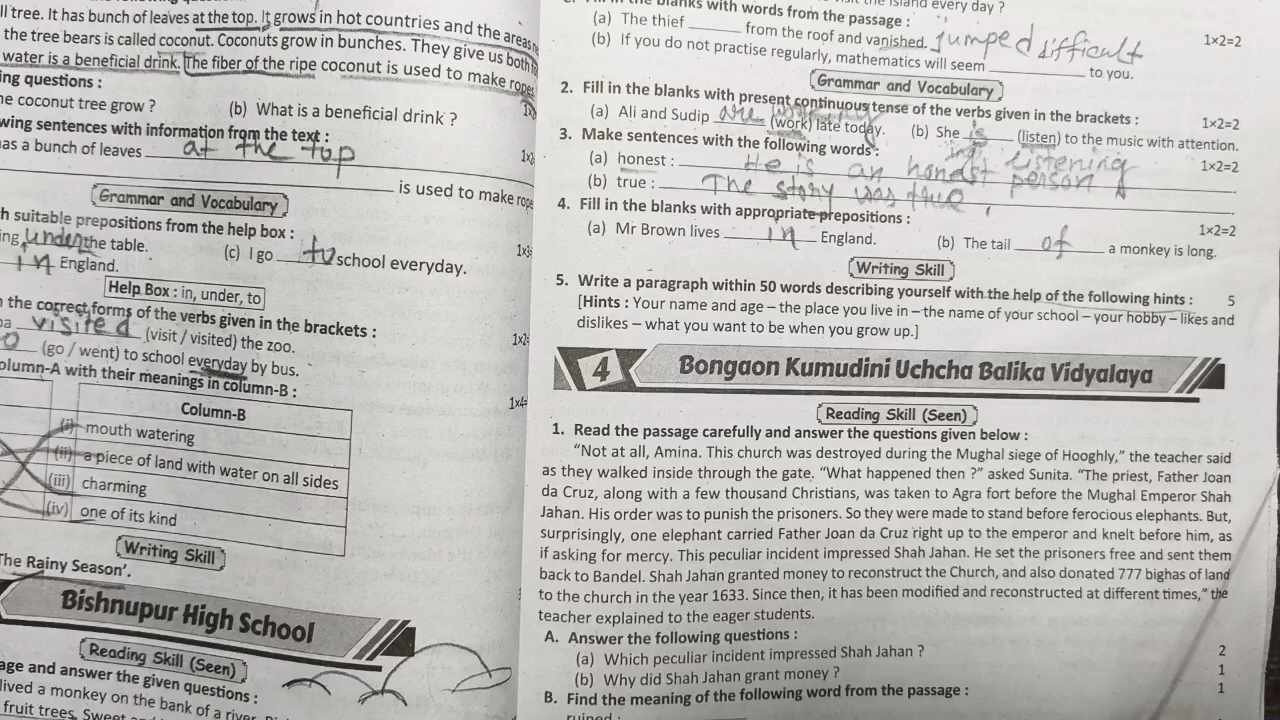 ll tree. It has bunch of leaves at the top. It grows in hot countries and the areas
the tree bears is called coconut. Coconuts grow in bunches. They give us both
water is a beneficial drink. The fiber of the ripe coconut is used to make ropes
ing questions :
coconut tree grow ? (b) What is a beneficial drink ?
wing sentences with information from the text :
as a bunch of leaves at the top
is used to make rope
Grammar and Vocabulary
h suitable prepositions from the help box :
ing under the table. (c) I go to school everyday.
in England.
Help Box : in, under, to
the correct forms of the verbs given in the brackets :
visited (visit / visited) the zoo.
(go / went) to school everyday by bus.
olumn-A with their meanings in column-B :
Column-B
(i) mouth watering
(ii) a piece of land with water on all sides
(iii) charming
(iv) one of its kind
Writing Skill
The Rainy Season'.
Bishnupur High School
Reading Skill (Seen)
age and answer the given questions :
lived a monkey on the bank of a river.
fruit trees. Sweet
island every day ?
blanks with words from the passage : 1×2=2
(a) The thief ______ from the roof and vanished. jumped difficult
(b) If you do not practise regularly, mathematics will seem ______ to you.
Grammar and Vocabulary
2. Fill in the blanks with present continuous tense of the verbs given in the brackets : 1×2=2
(a) Ali and Sudip are working (work) late today. (b) She is listening (listen) to the music with attention.
3. Make sentences with the following words : 1×2=2
(a) honest : He is an honest person
(b) true : The story was true
4. Fill in the blanks with appropriate prepositions : 1×2=2
(a) Mr Brown lives in England. (b) The tail of a monkey is long.
Writing Skill
5. Write a paragraph within 50 words describing yourself with the help of the following hints : 5
[Hints : Your name and age – the place you live in – the name of your school – your hobby – likes and
dislikes – what you want to be when you grow up.]
4 Bongaon Kumudini Uchcha Balika Vidyalaya
Reading Skill (Seen)
1. Read the passage carefully and answer the questions given below :
"Not at all, Amina. This church was destroyed during the Mughal siege of Hooghly," the teacher said
as they walked inside through the gate. "What happened then ?" asked Sunita. "The priest, Father Joan
da Cruz, along with a few thousand Christians, was taken to Agra fort before the Mughal Emperor Shah
Jahan. His order was to punish the prisoners. So they were made to stand before ferocious elephants. But,
surprisingly, one elephant carried Father Joan da Cruz right up to the emperor and knelt before him, as
if asking for mercy. This peculiar incident impressed Shah Jahan. He set the prisoners free and sent them
back to Bandel. Shah Jahan granted money to reconstruct the Church, and also donated 777 bighas of land
to the church in the year 1633. Since then, it has been modified and reconstructed at different times," the
teacher explained to the eager students.
A. Answer the following questions :
(a) Which peculiar incident impressed Shah Jahan ? 2
(b) Why did Shah Jahan grant money ? 1
B. Find the meaning of the following word from the passage : 1
ruined :